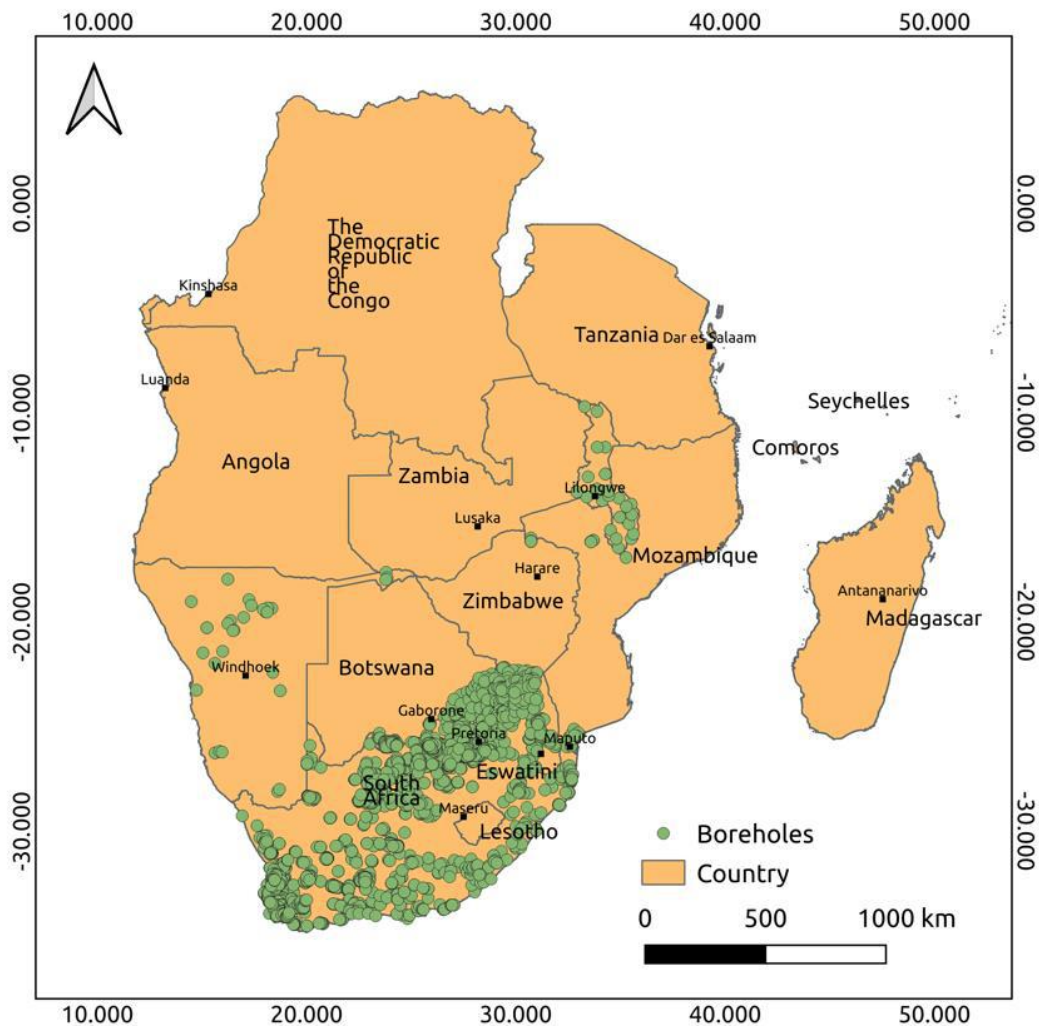 10.000 20.000 30.000 40.000 50.000
0.000
0.000
The
Democratic
Republic
of
the
Congo
Kinshasa
Tanzania
Dar es Salaam
Luanda
-10.000
-10.000
Seychelles
Comoros
Angola
Zambia
Lilongwe
Lusaka
Mozambique
Harare
Zimbabwe
Antananarivo
Madagascar
-20.000
-20.000
Windhoek
Botswana
Gaborone
Pretoria
Maputo
Eswatini
South
Africa
Maseru
Lesotho
-30.000
-30.000
Boreholes
Country
0 500 1000 km
10.000 20.000 30.000 40.000 50.000